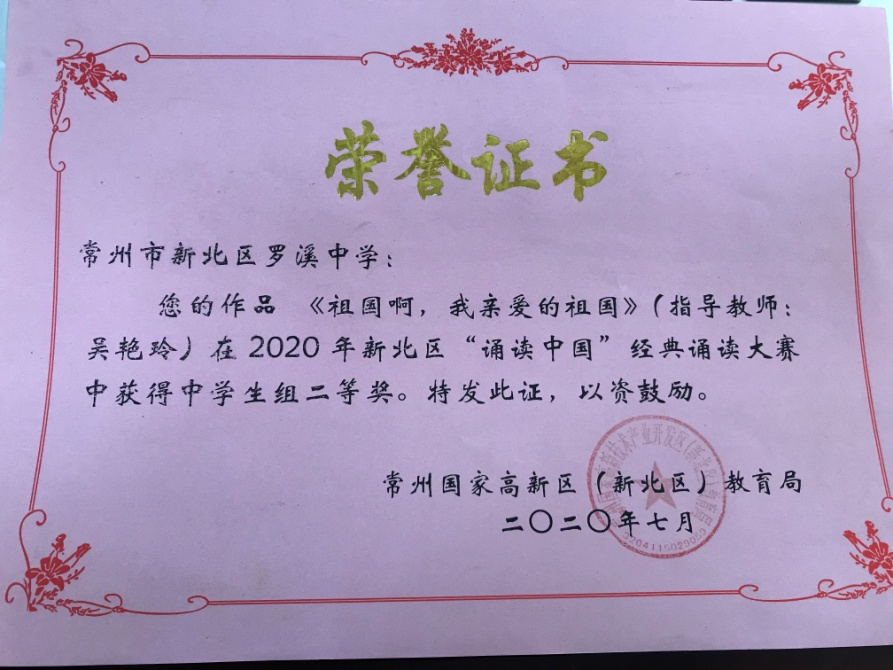 荣誉证书
常州市新北区罗溪中学：
您的作品 《祖国啊，我亲爱的祖国》（指导教师：
吴艳玲）在 2020 年新北区“诵读中国”经典诵读大赛
中获得中学生组二等奖。特发此证，以资鼓励。
常州国家高新区（新北区）教育局
二〇二〇年七月